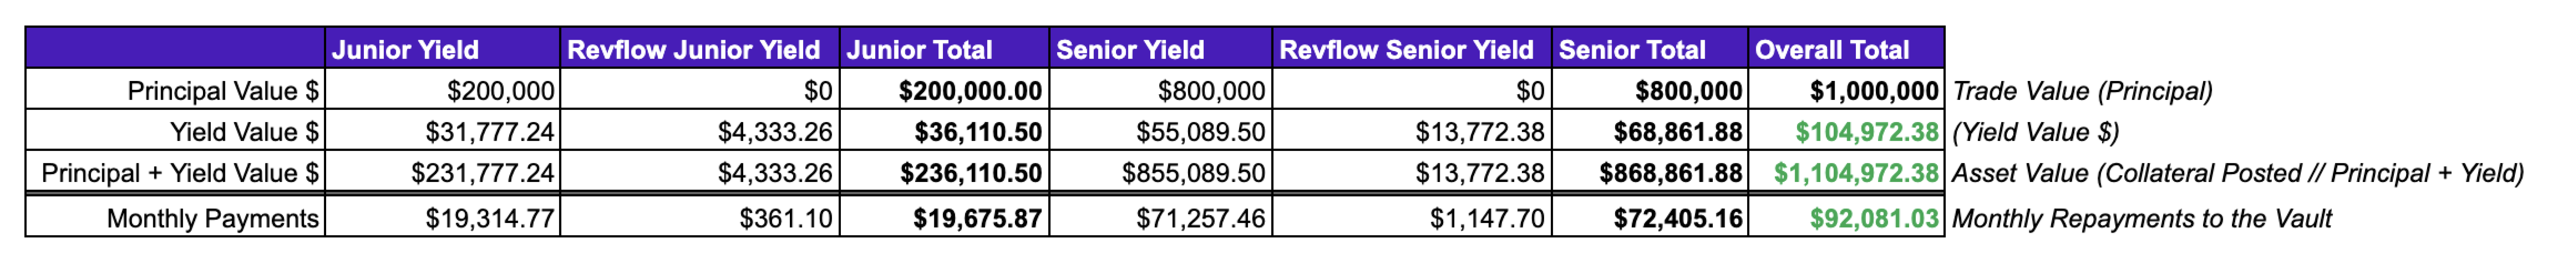 Junior Yield Revflow Junior Yield Junior Total Senior Yield Revflow Senior Yield Senior Total Overall Total
Principal Value $ $200,000 $0 $200,000.00 $800,000 $0 $800,000 $1,000,000 Trade Value (Principal)
Yield Value $ $31,777.24 $4,333.26 $36,110.50 $55,089.50 $13,772.38 $68,861.88 $104,972.38 (Yield Value $)
Principal + Yield Value $ $231,777.24 $4,333.26 $236,110.50 $855,089.50 $13,772.38 $868,861.88 $1,104,972.38 Asset Value (Collateral Posted // Principal + Yield)
Monthly Payments $19,314.77 $361.10 $19,675.87 $71,257.46 $1,147.70 $72,405.16 $92,081.03 Monthly Repayments to the Vault